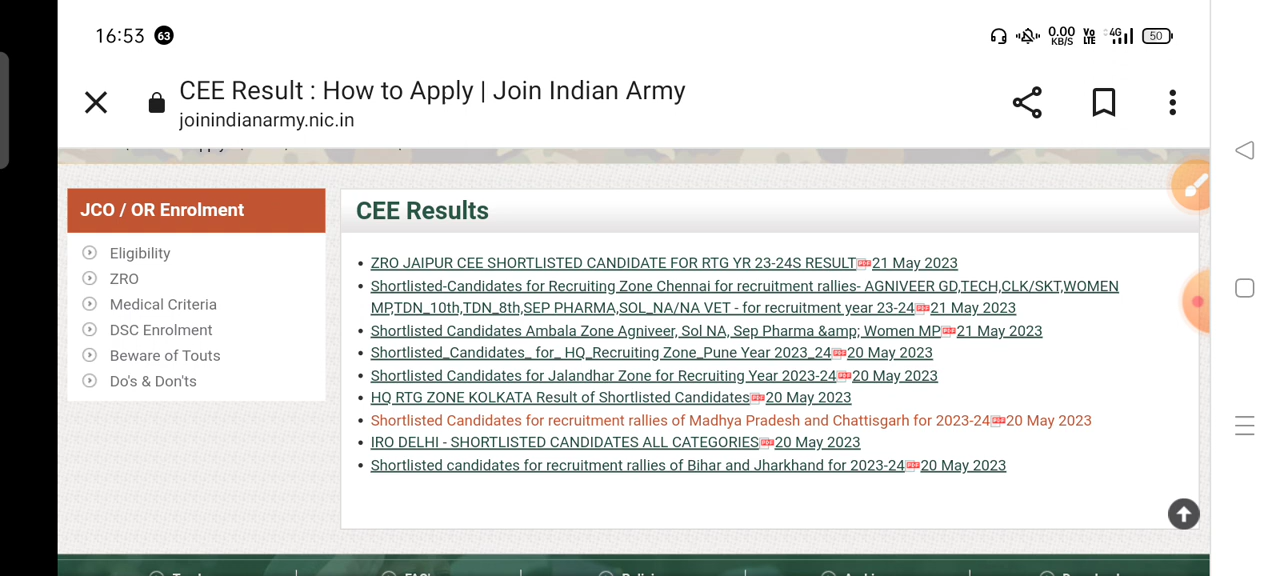 16:53 63 0.00 KB/S Vo LTE 4G 50
CEE Result : How to Apply | Join Indian Army
joinindianarmy.nic.in
JCO / OR Enrolment
Eligibility
ZRO
Medical Criteria
DSC Enrolment
Beware of Touts
Do's & Don'ts
CEE Results
• ZRO JAIPUR CEE SHORTLISTED CANDIDATE FOR RTG YR 23-24S RESULT 21 May 2023
• Shortlisted-Candidates for Recruiting Zone Chennai for recruitment rallies- AGNIVEER GD,TECH,CLK/SKT,WOMEN
MP,TDN_10th,TDN_8th,SEP PHARMA,SOL_NA/NA VET - for recruitment year 23-24 21 May 2023
• Shortlisted Candidates Ambala Zone Agniveer, Sol NA, Sep Pharma &amp; Women MP 21 May 2023
• Shortlisted_Candidates_ for_ HQ_Recruiting Zone_Pune Year 2023_24 20 May 2023
• Shortlisted Candidates for Jalandhar Zone for Recruiting Year 2023-24 20 May 2023
• HQ RTG ZONE KOLKATA Result of Shortlisted Candidates 20 May 2023
• Shortlisted Candidates for recruitment rallies of Madhya Pradesh and Chattisgarh for 2023-24 20 May 2023
• IRO DELHI - SHORTLISTED CANDIDATES ALL CATEGORIES 20 May 2023
• Shortlisted candidates for recruitment rallies of Bihar and Jharkhand for 2023-24 20 May 2023